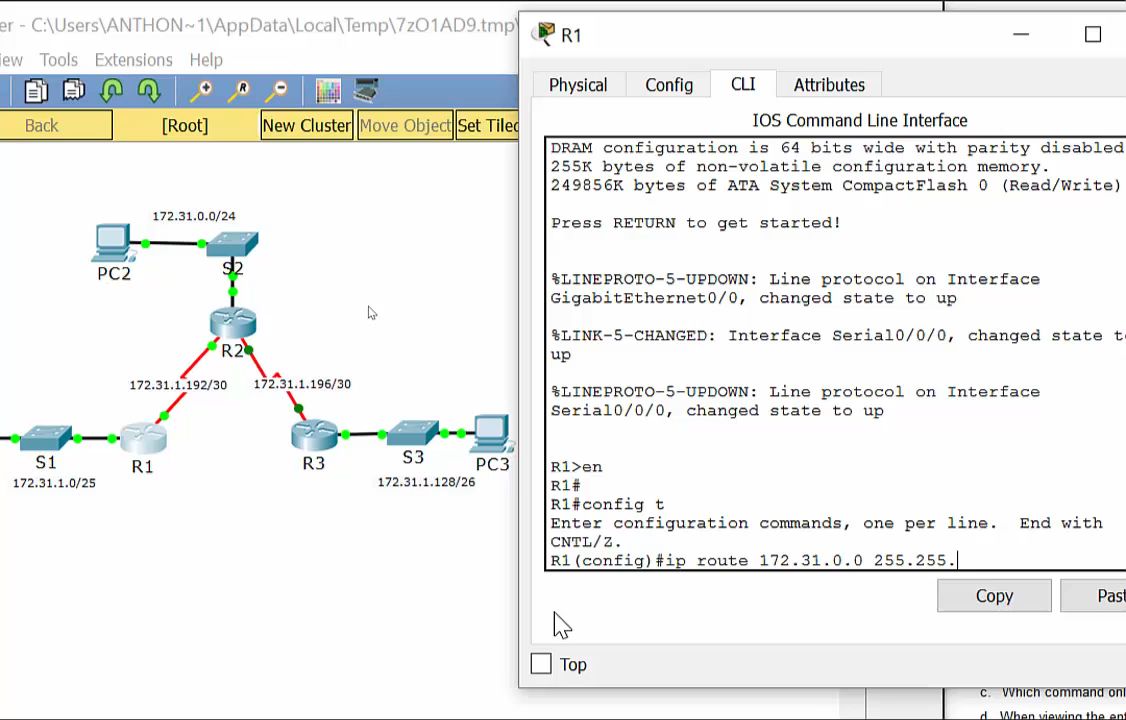 er - C:\Users\ANTHON~1\AppData\Local\Temp\7zO1AD9.tmp\
iew Tools Extensions Help
Back [Root] New Cluster Move Object Set Tiled
172.31.0.0/24
PC2
S2
R2
172.31.1.192/30 172.31.1.196/30
S1
R1
R3
S3
PC3
172.31.1.0/25
172.31.1.128/26
R1
Physical Config CLI Attributes
IOS Command Line Interface
DRAM configuration is 64 bits wide with parity disabled
255K bytes of non-volatile configuration memory.
249856K bytes of ATA System CompactFlash 0 (Read/Write)
Press RETURN to get started!
%LINEPROTO-5-UPDOWN: Line protocol on Interface
GigabitEthernet0/0, changed state to up
%LINK-5-CHANGED: Interface Serial0/0/0, changed state to
up
%LINEPROTO-5-UPDOWN: Line protocol on Interface
Serial0/0/0, changed state to up
R1>en
R1#
R1#config t
Enter configuration commands, one per line. End with
CNTL/Z.
R1(config)#ip route 172.31.0.0 255.255.
Copy Past
Top
c. Which command onl
d. When viewing the ent